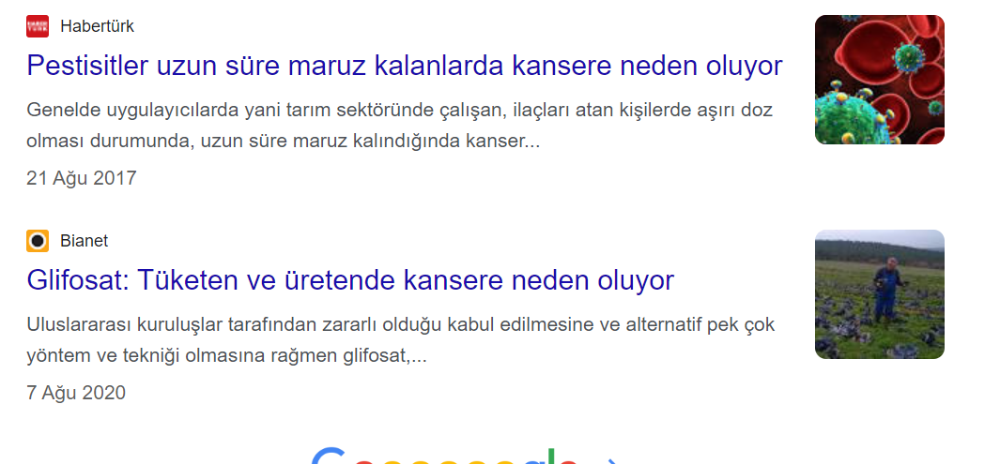 Habertürk
Pestisitler uzun süre maruz kalanlarda kansere neden oluyor
Genelde uygulayıcılarda yani tarım sektöründe çalışan, ilaçları atan kişilerde aşırı doz
olması durumunda, uzun süre maruz kalındığında kanser...
21 Ağu 2017
Bianet
Glifosat: Tüketen ve üretende kansere neden oluyor
Uluslararası kuruluşlar tarafından zararlı olduğu kabul edilmesine ve alternatif pek çok
yöntem ve tekniği olmasına rağmen glifosat,...
7 Ağu 2020